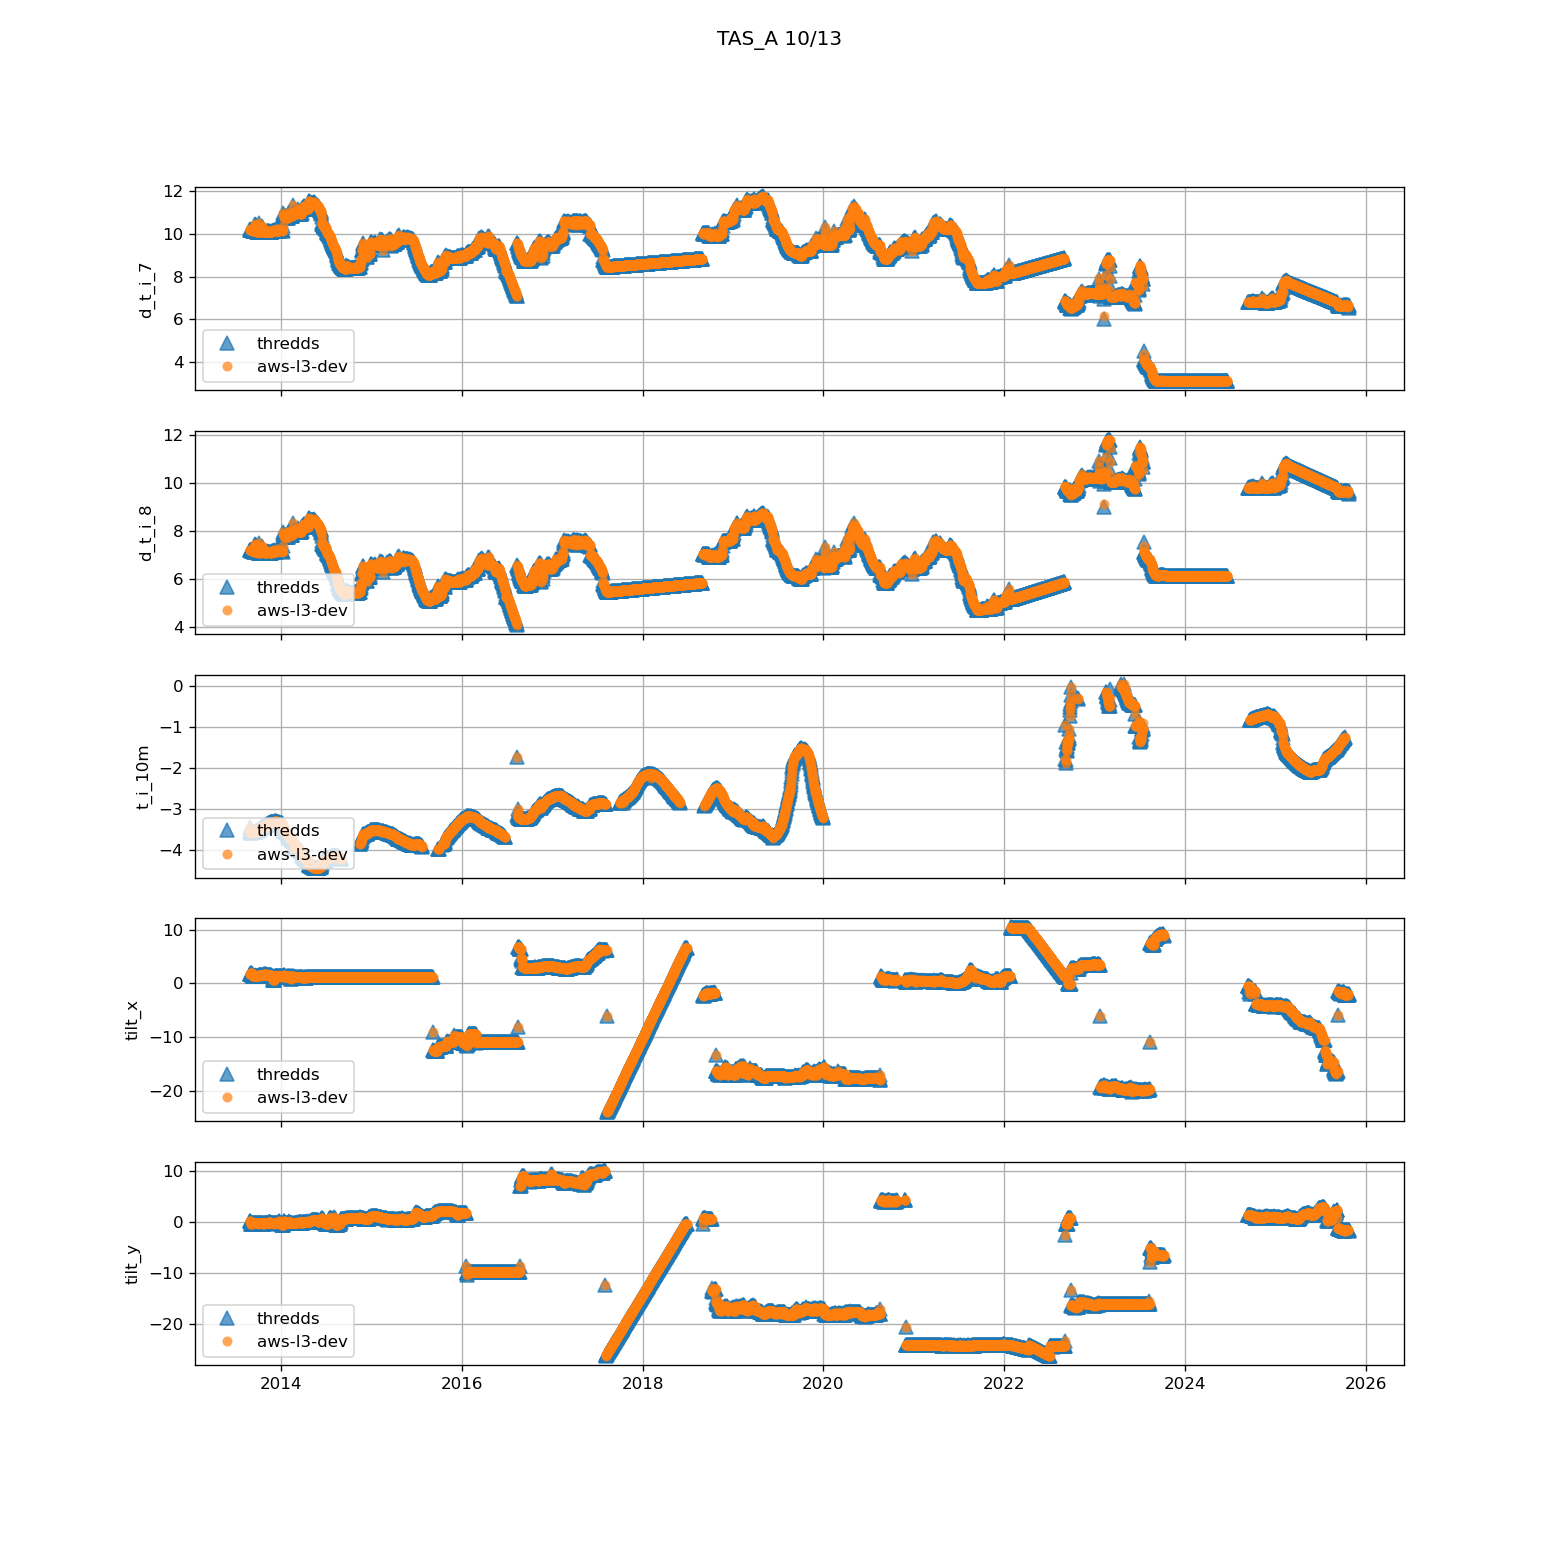 TAS_A 10/13
12
10
8
6
4
d_t_i_7
thredds
aws-l3-dev
12
10
8
6
4
d_t_i_8
thredds
aws-l3-dev
0
−1
−2
−3
−4
t_i_10m
thredds
aws-l3-dev
10
0
−10
−20
tilt_x
thredds
aws-l3-dev
10
0
−10
−20
tilt_y
thredds
aws-l3-dev
2014 2016 2018 2020 2022 2024 2026